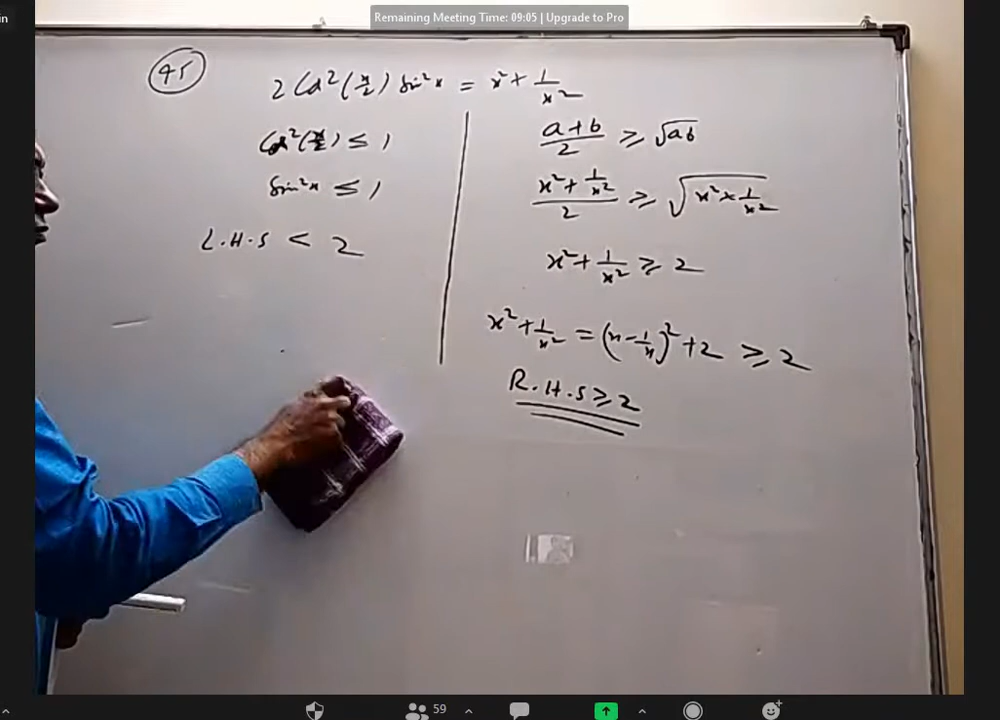 in
Remaining Meeting Time: 09:05 | Upgrade to Pro
45
2 Cos²(x/2) sin²x = x² + 1/x²
Cos²(x/2) ≤ 1
Sin²x ≤ 1
L.H.S < 2
(a+b)/2 ≥ √ab
(x² + 1/x²)/2 ≥ √(x² × 1/x²)
x² + 1/x² ≥ 2
x² + 1/x² = (x - 1/x)² + 2 ≥ 2
R.H.S ≥ 2
59